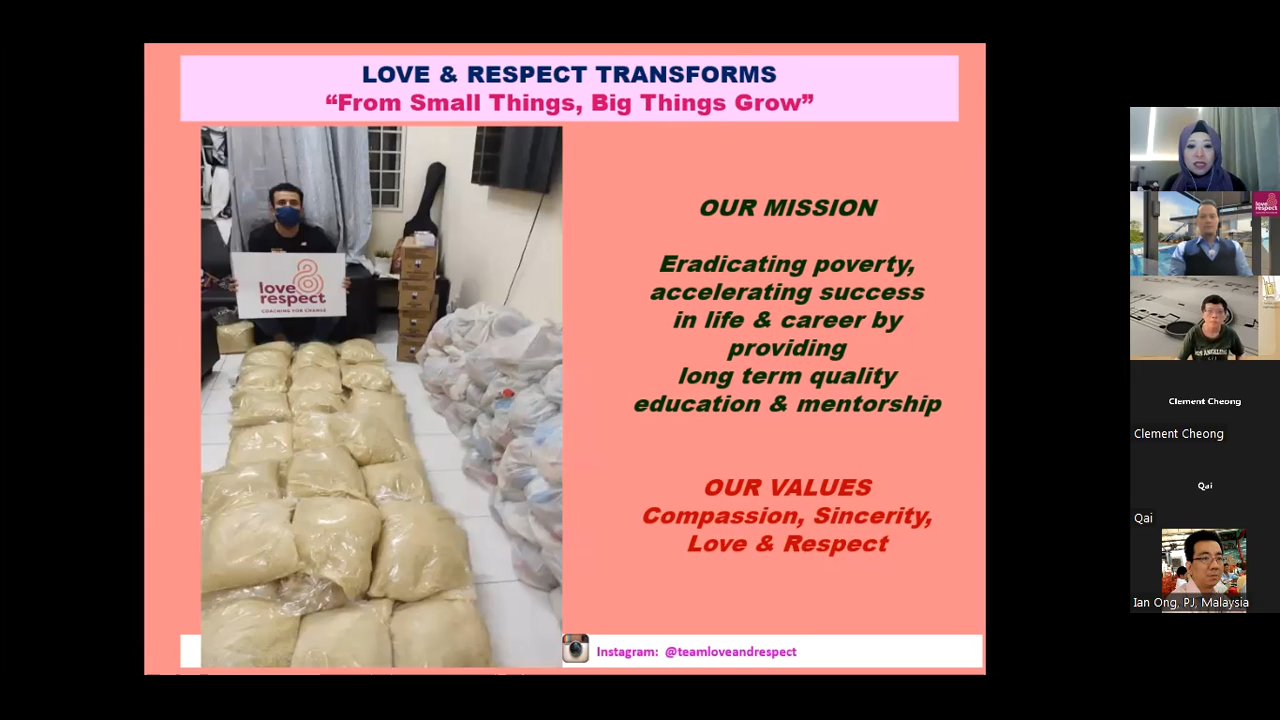 LOVE & RESPECT TRANSFORMS
“From Small Things, Big Things Grow”
love
respect
COACHING FOR CHANGE
OUR MISSION
Eradicating poverty,
accelerating success
in life & career by
providing
long term quality
education & mentorship
OUR VALUES
Compassion, Sincerity,
Love & Respect
Instagram: @teamloveandrespect
love
respect
Clement Cheong
Clement Cheong
Qai
Qai
Ian Ong, PJ, Malaysia